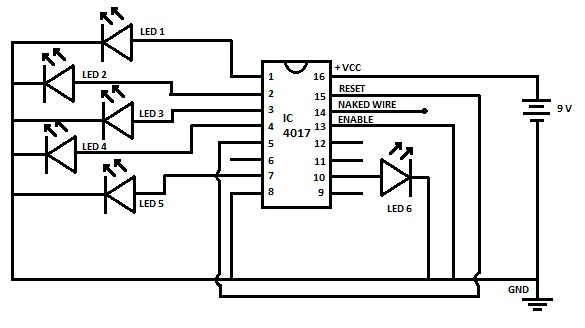 LED 1
LED 2
LED 3
LED 4
LED 5
1
2
3
4
5
6
7
8
IC
4017
16
15
14
13
12
11
10
9
+ VCC
RESET
NAKED WIRE
ENABLE
LED 6
9 V
GND